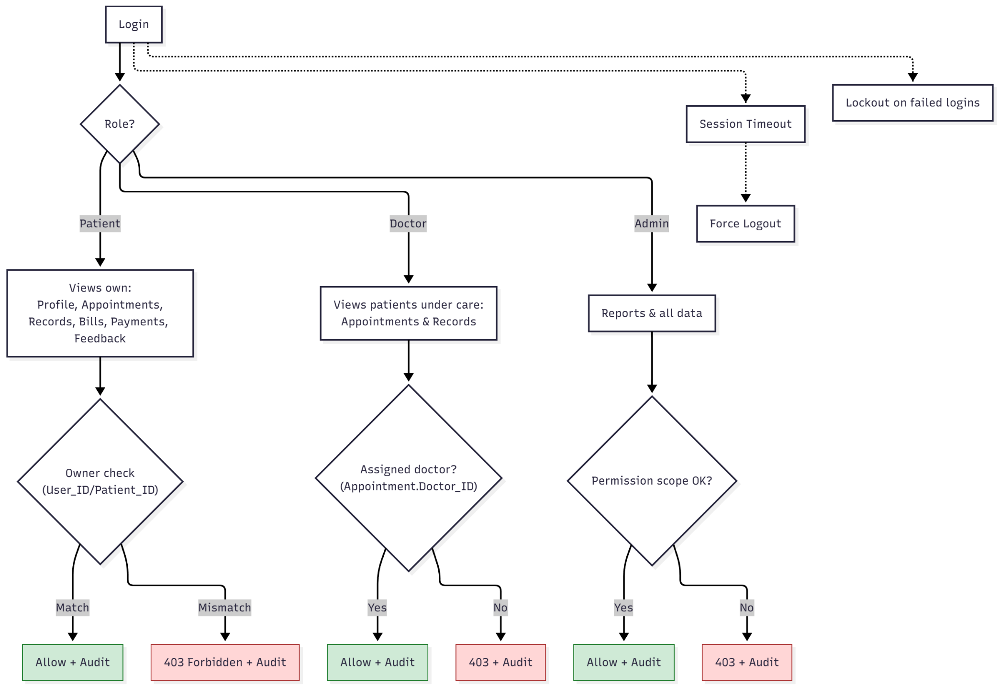 Login
Role?
Lockout on failed logins
Session Timeout
Force Logout
Patient
Doctor
Admin
Views own:
Profile, Appointments,
Records, Bills, Payments,
Feedback
Views patients under care:
Appointments & Records
Reports & all data
Owner check
(User_ID/Patient_ID)
Assigned doctor?
(Appointment.Doctor_ID)
Permission scope OK?
Match
Mismatch
Yes
No
Yes
No
Allow + Audit
403 Forbidden + Audit
Allow + Audit
403 + Audit
Allow + Audit
403 + Audit